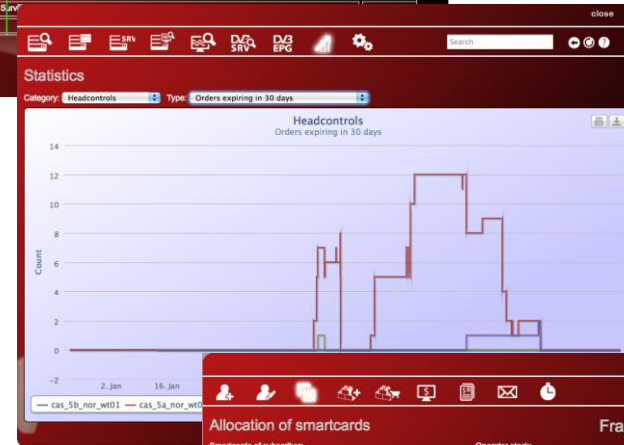 Surv
close
SRV DVB SRV DVB EPG Search
Statistics
Category: Headcontrols Type: Orders expiring in 30 days
Headcontrols
Orders expiring in 30 days
14
12
10
8
6
4
2
0
-2
Count
2. Jan 16. Jan
cas_5b_nor_wt01 cas_5a_nor_wt0
Allocation of smartcards Fra